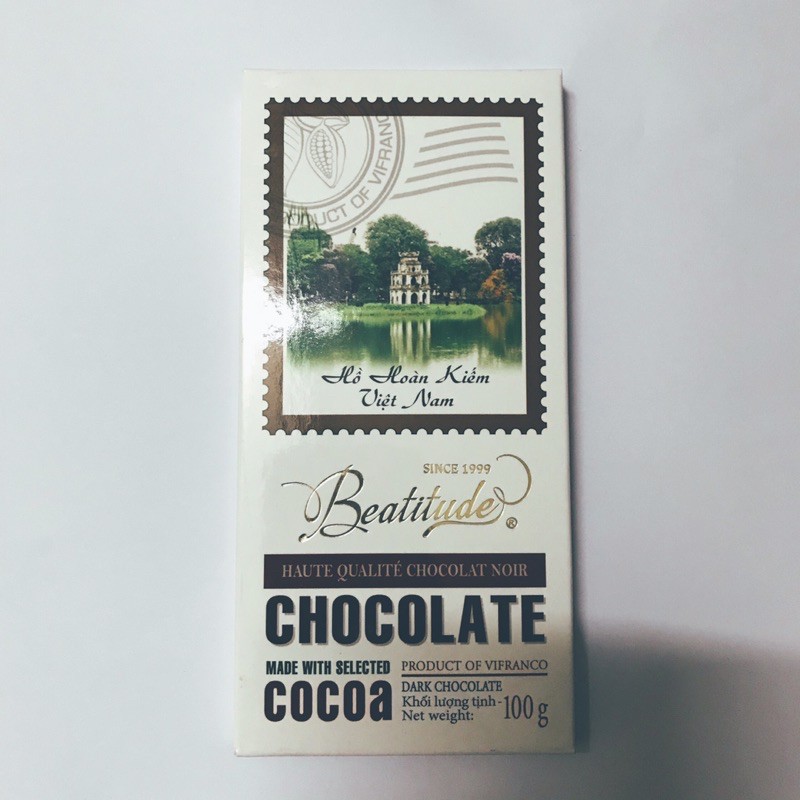 PRODUCT OF VIFRANCO
Hồ Hoàn Kiếm
Việt Nam
SINCE 1999
Beatitude®
HAUTE QUALITÉ CHOCOLAT NOIR
CHOCOLATE
MADE WITH SELECTED
cocoa
PRODUCT OF VIFRANCO
DARK CHOCOLATE
Khối lượng tịnh -
Net weight: 100 g